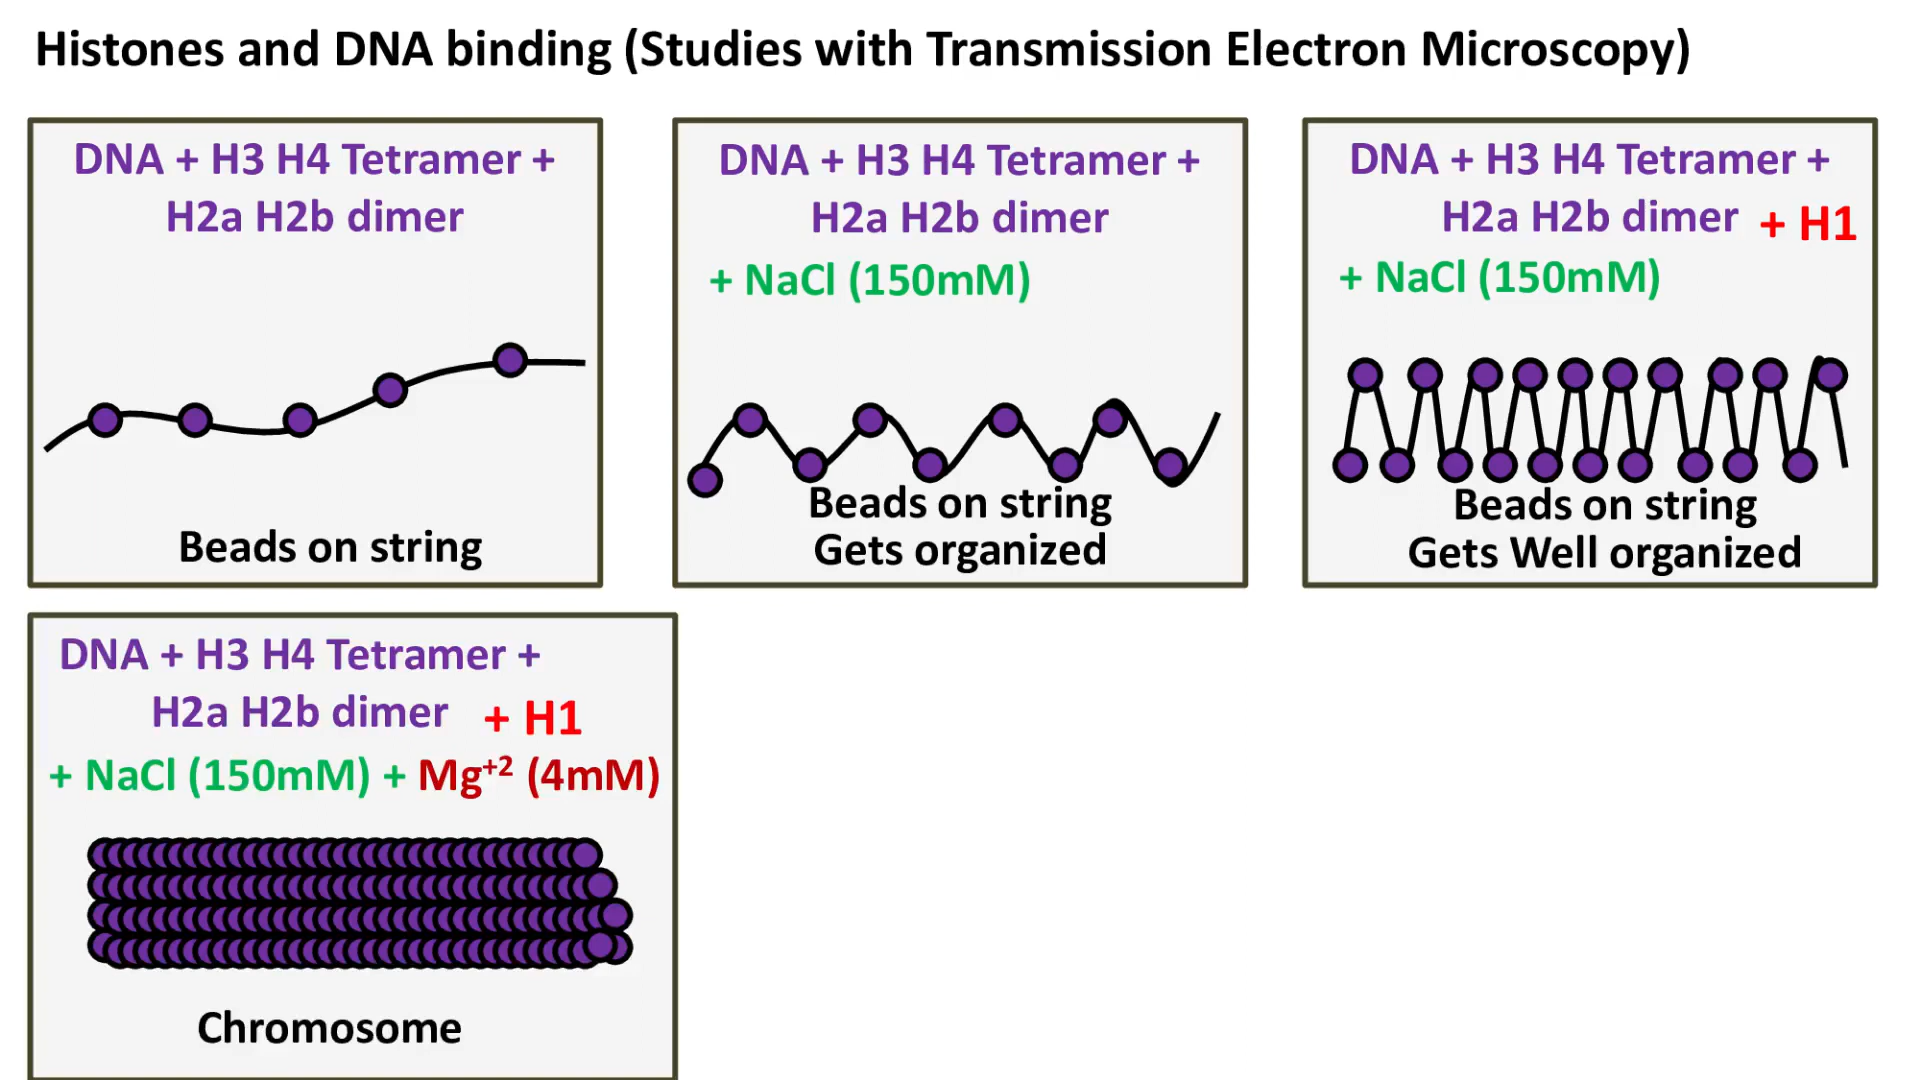 Histones and DNA binding (Studies with Transmission Electron Microscopy)
DNA + H3 H4 Tetramer +
H2a H2b dimer
Beads on string
DNA + H3 H4 Tetramer +
H2a H2b dimer
+ NaCl (150mM)
Beads on string
Gets organized
DNA + H3 H4 Tetramer +
H2a H2b dimer + H1
+ NaCl (150mM)
Beads on string
Gets Well organized
DNA + H3 H4 Tetramer +
H2a H2b dimer + H1
+ NaCl (150mM) + Mg⁺² (4mM)
Chromosome